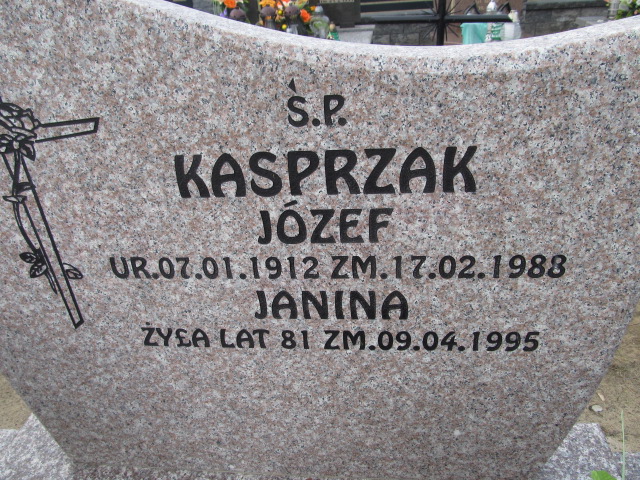 Ś.P.
KASPRZAK
JÓZEF
UR.07.01.1912 ZM.17.02.1988
JANINA
ŻYŁA LAT 81 ZM.09.04.1995